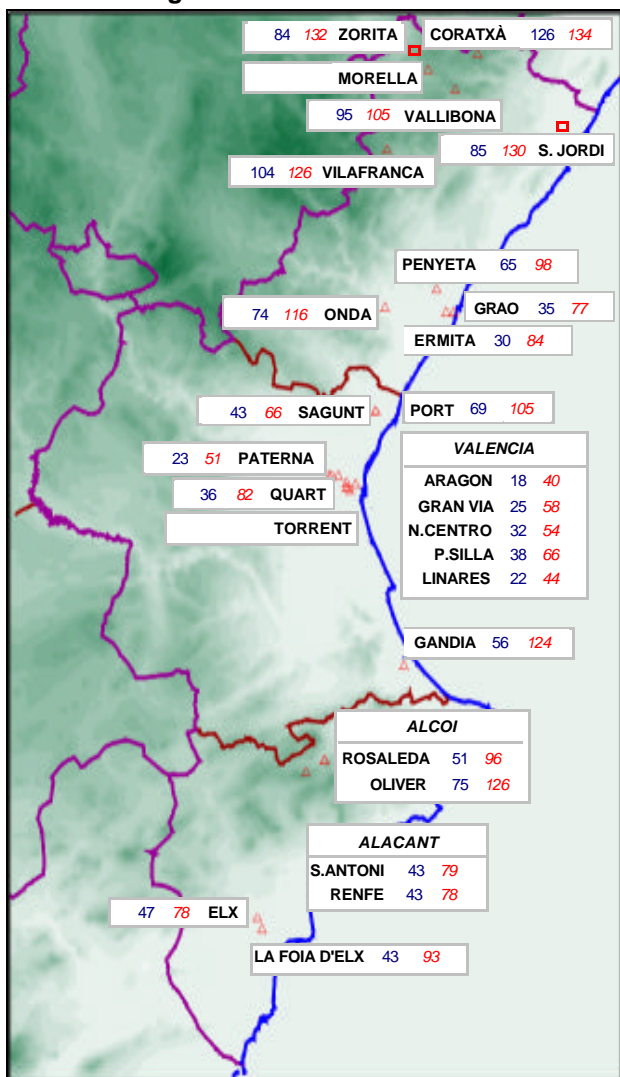 84 132 ZORITA
CORATXÀ 126 134
MORELLA
95 105 VALLIBONA
85 130 S. JORDI
104 126 VILAFRANCA
PENYETA 65 98
74 116 ONDA
GRAO 35 77
ERMITA 30 84
43 66 SAGUNT
PORT 69 105
23 51 PATERNA
36 82 QUART
TORRENT
VALENCIA
ARAGON 18 40
GRAN VIA 25 58
N.CENTRO 32 54
P.SILLA 38 66
LINARES 22 44
GANDIA 56 124
ALCOI
ROSALEDA 51 96
OLIVER 75 126
ALACANT
S.ANTONI 43 79
RENFE 43 78
47 78 ELX
LA FOIA D'ELX 43 93